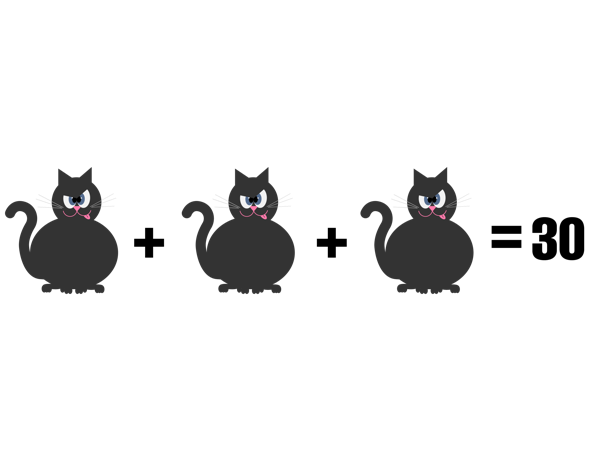 + + = 30